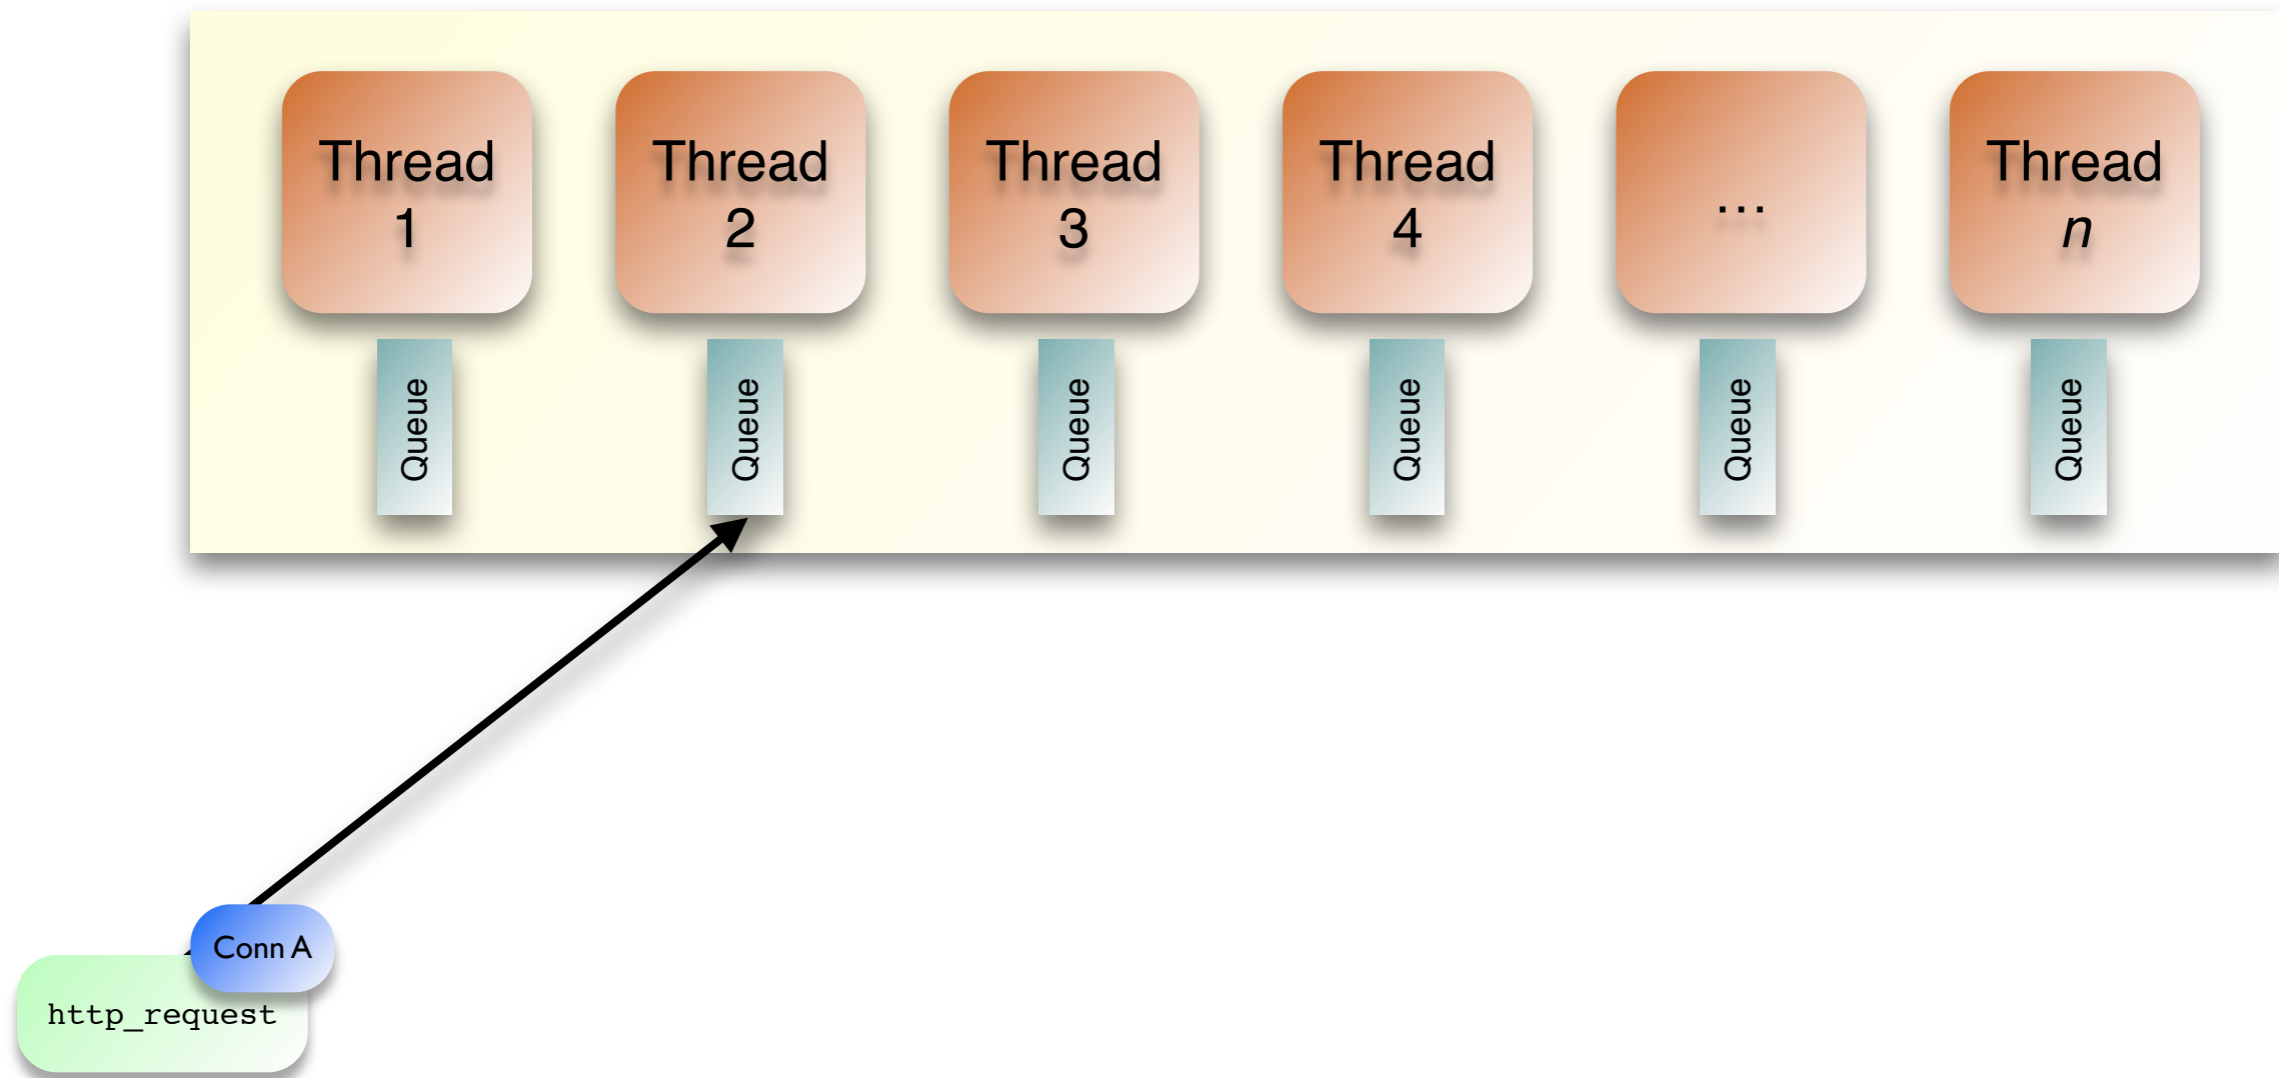 Thread
1
Thread
2
Thread
3
Thread
4
...
Thread
n
Queue
Queue
Queue
Queue
Queue
Queue
Conn A
http_request